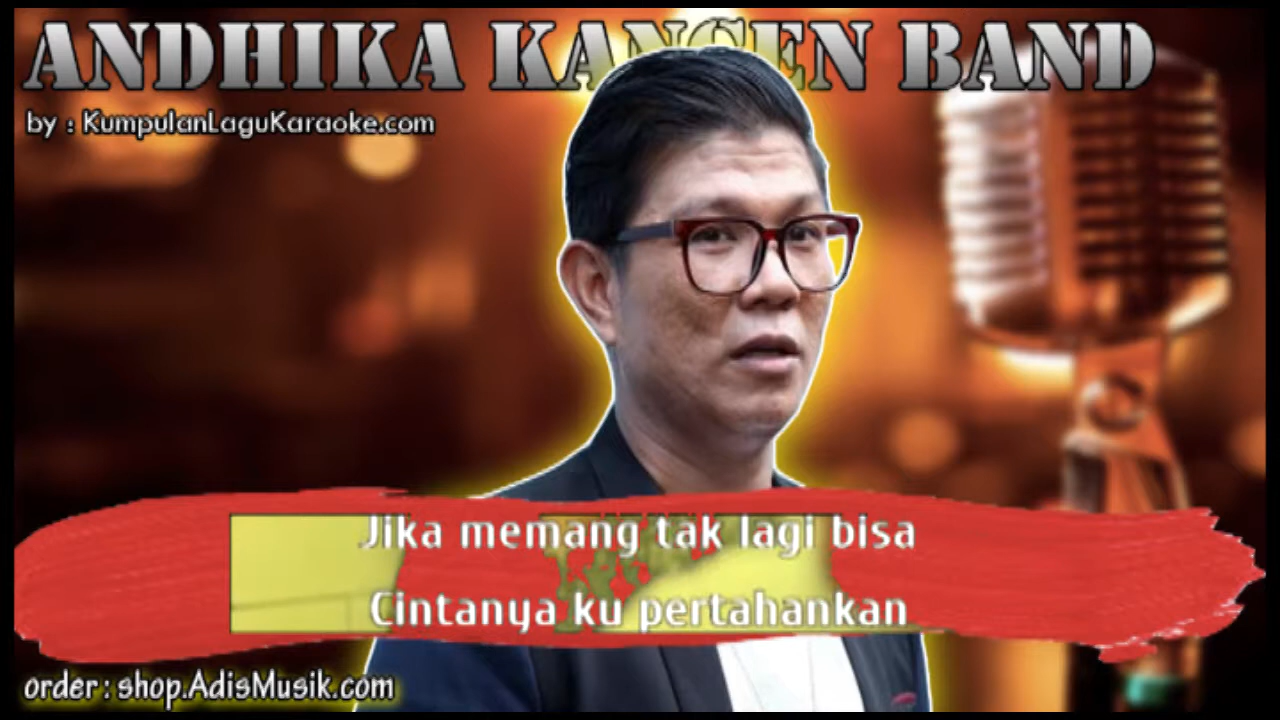 ANDHIKA KANGEN BAND
by : KumpulanLaguKaraoke.com
Jika memang tak lagi bisa
Cintanya ku pertahankan
order : shop.AdisMusik.com